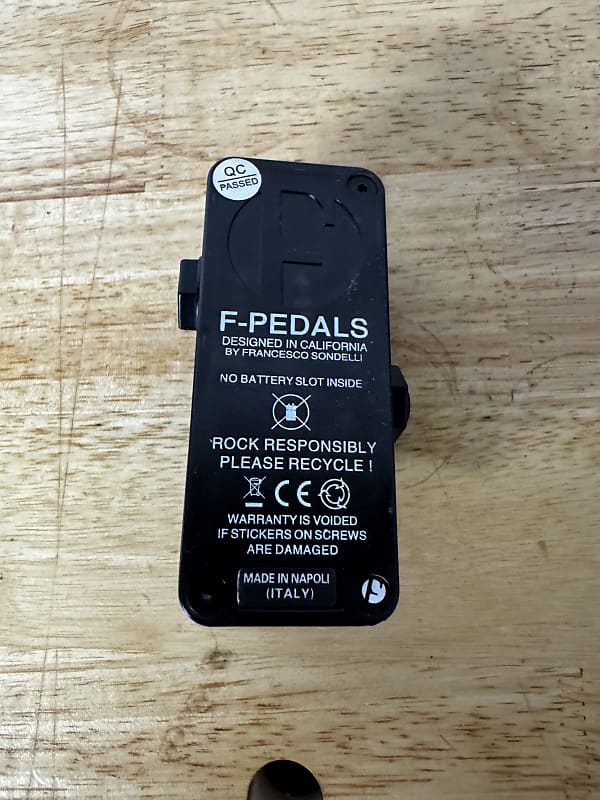 QC
PASSED
F-PEDALS
DESIGNED IN CALIFORNIA
BY FRANCESCO SONDELLI
NO BATTERY SLOT INSIDE
ROCK RESPONSIBLY
PLEASE RECYCLE !
CE
WARRANTY IS VOIDED
IF STICKERS ON SCREWS
ARE DAMAGED
MADE IN NAPOLI
(ITALY)